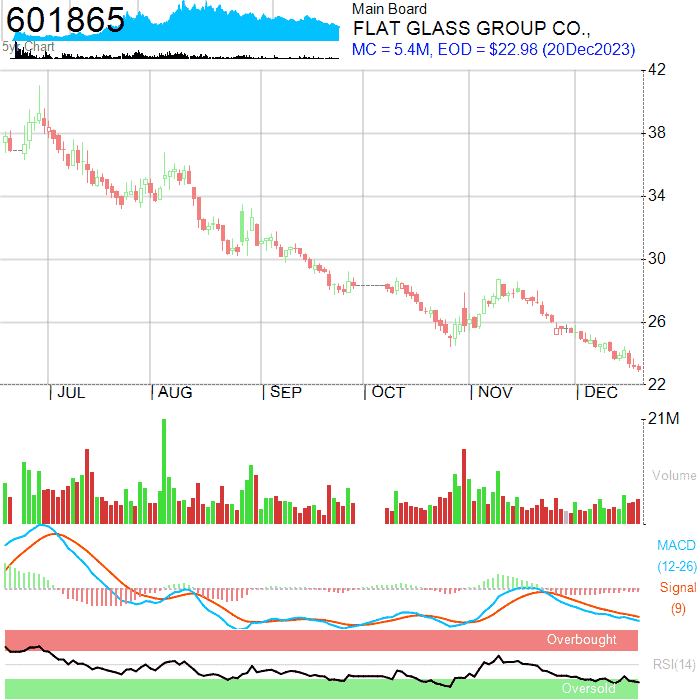 601865
5yr Chart
Main Board
FLAT GLASS GROUP CO.,
MC = 5.4M, EOD = $22.98 (20Dec2023)
42
38
34
30
26
22
JUL AUG SEP OCT NOV DEC
21M
Volume
MACD
(12-26)
Signal
(9)
Overbought
RSI(14)
Oversold